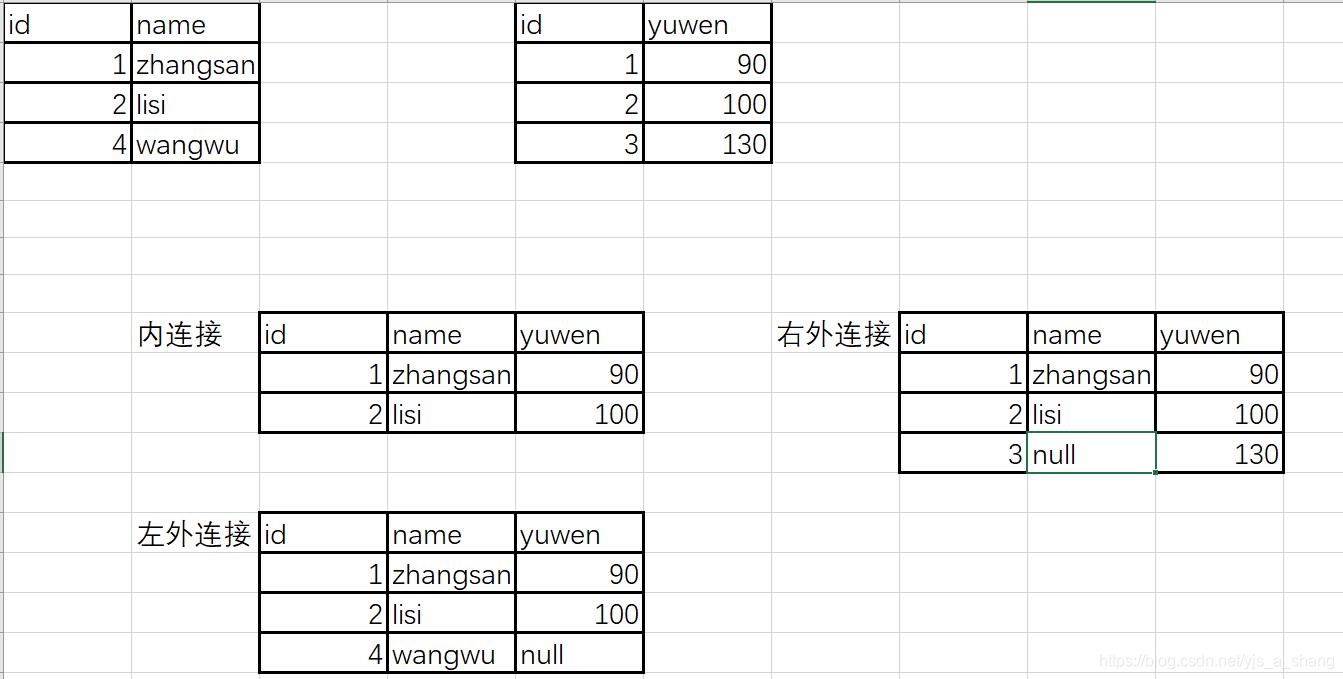 id name id yuwen
1 zhangsan 1 90
2 lisi 2 100
4 wangwu 3 130
内连接 id name yuwen 右外连接 id name yuwen
1 zhangsan 90 1 zhangsan 90
2 lisi 100 2 lisi 100
3 null 130
左外连接 id name yuwen
1 zhangsan 90
2 lisi 100
4 wangwu null
https://blog.csdn.net/yjs_a_shang